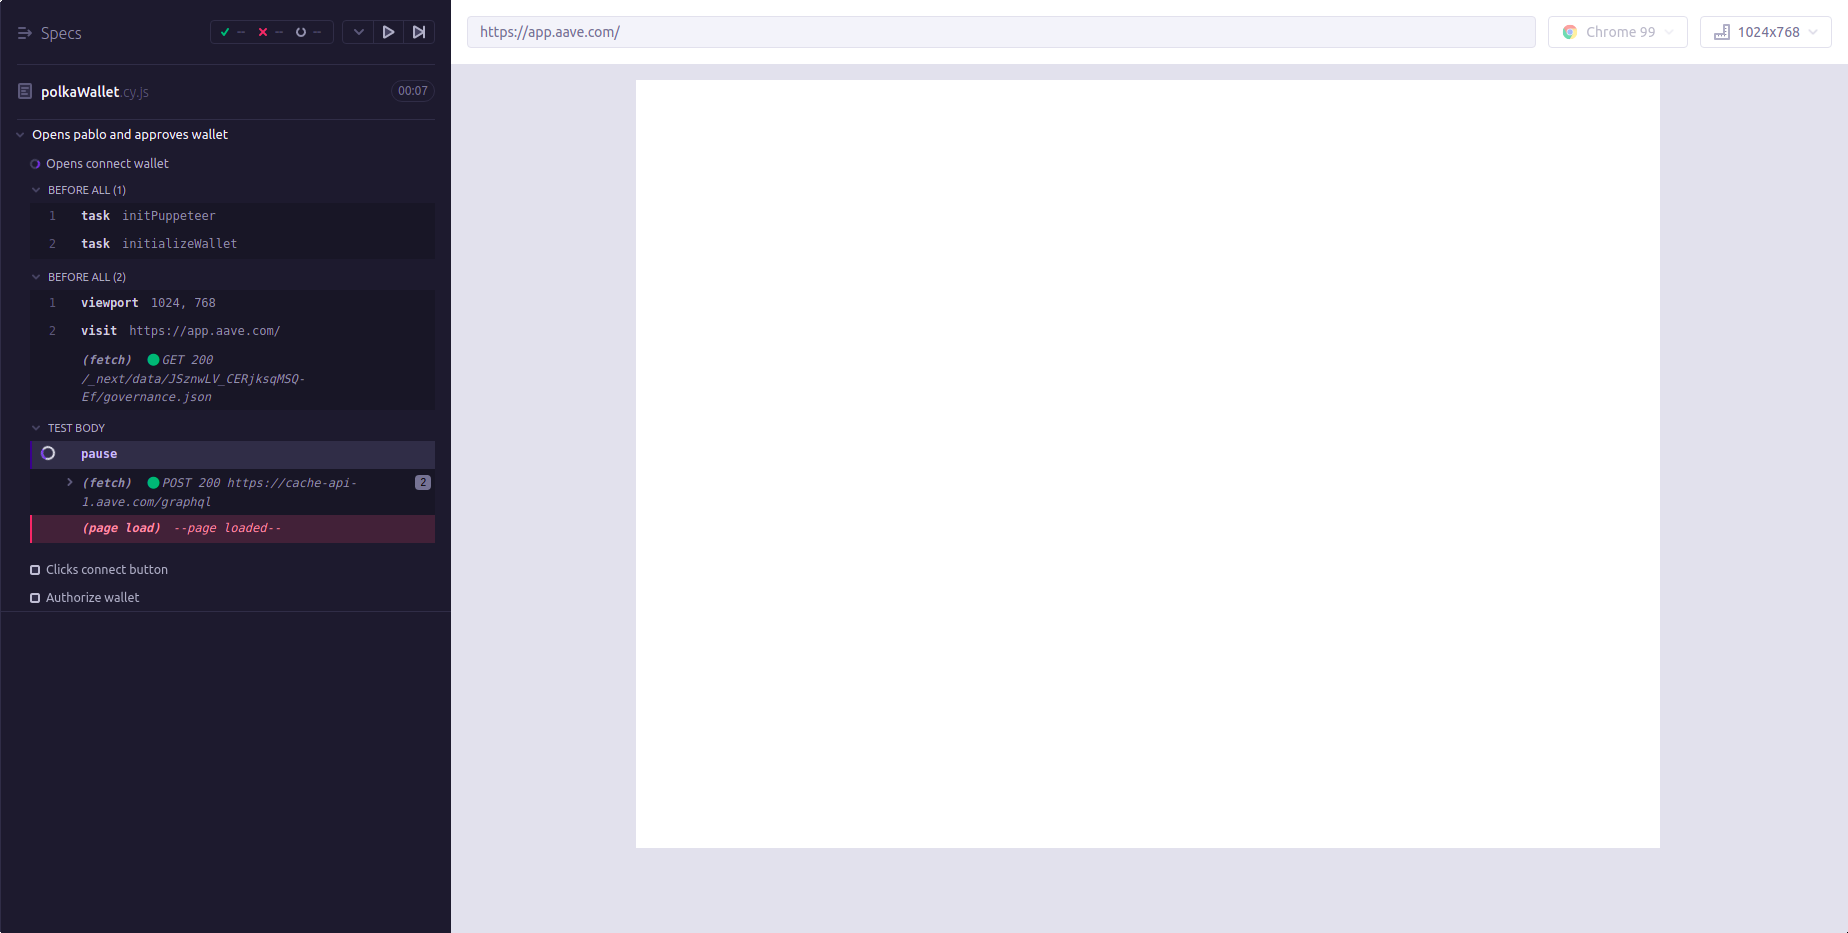 Specs
--
--
--
https://app.aave.com/
Chrome 99
1024x768
polkaWallet.cy.js
00:07
Opens pablo and approves wallet
Opens connect wallet
BEFORE ALL (1)
1 task initPuppeteer
2 task initializeWallet
BEFORE ALL (2)
1 viewport 1024, 768
2 visit https://app.aave.com/
(fetch) GET 200
/_next/data/JSznwLV_CERjksqMSQ-
Ef/governance.json
TEST BODY
pause
(fetch) POST 200 https://cache-api- 2
1.aave.com/graphql
(page load) --page loaded--
Clicks connect button
Authorize wallet